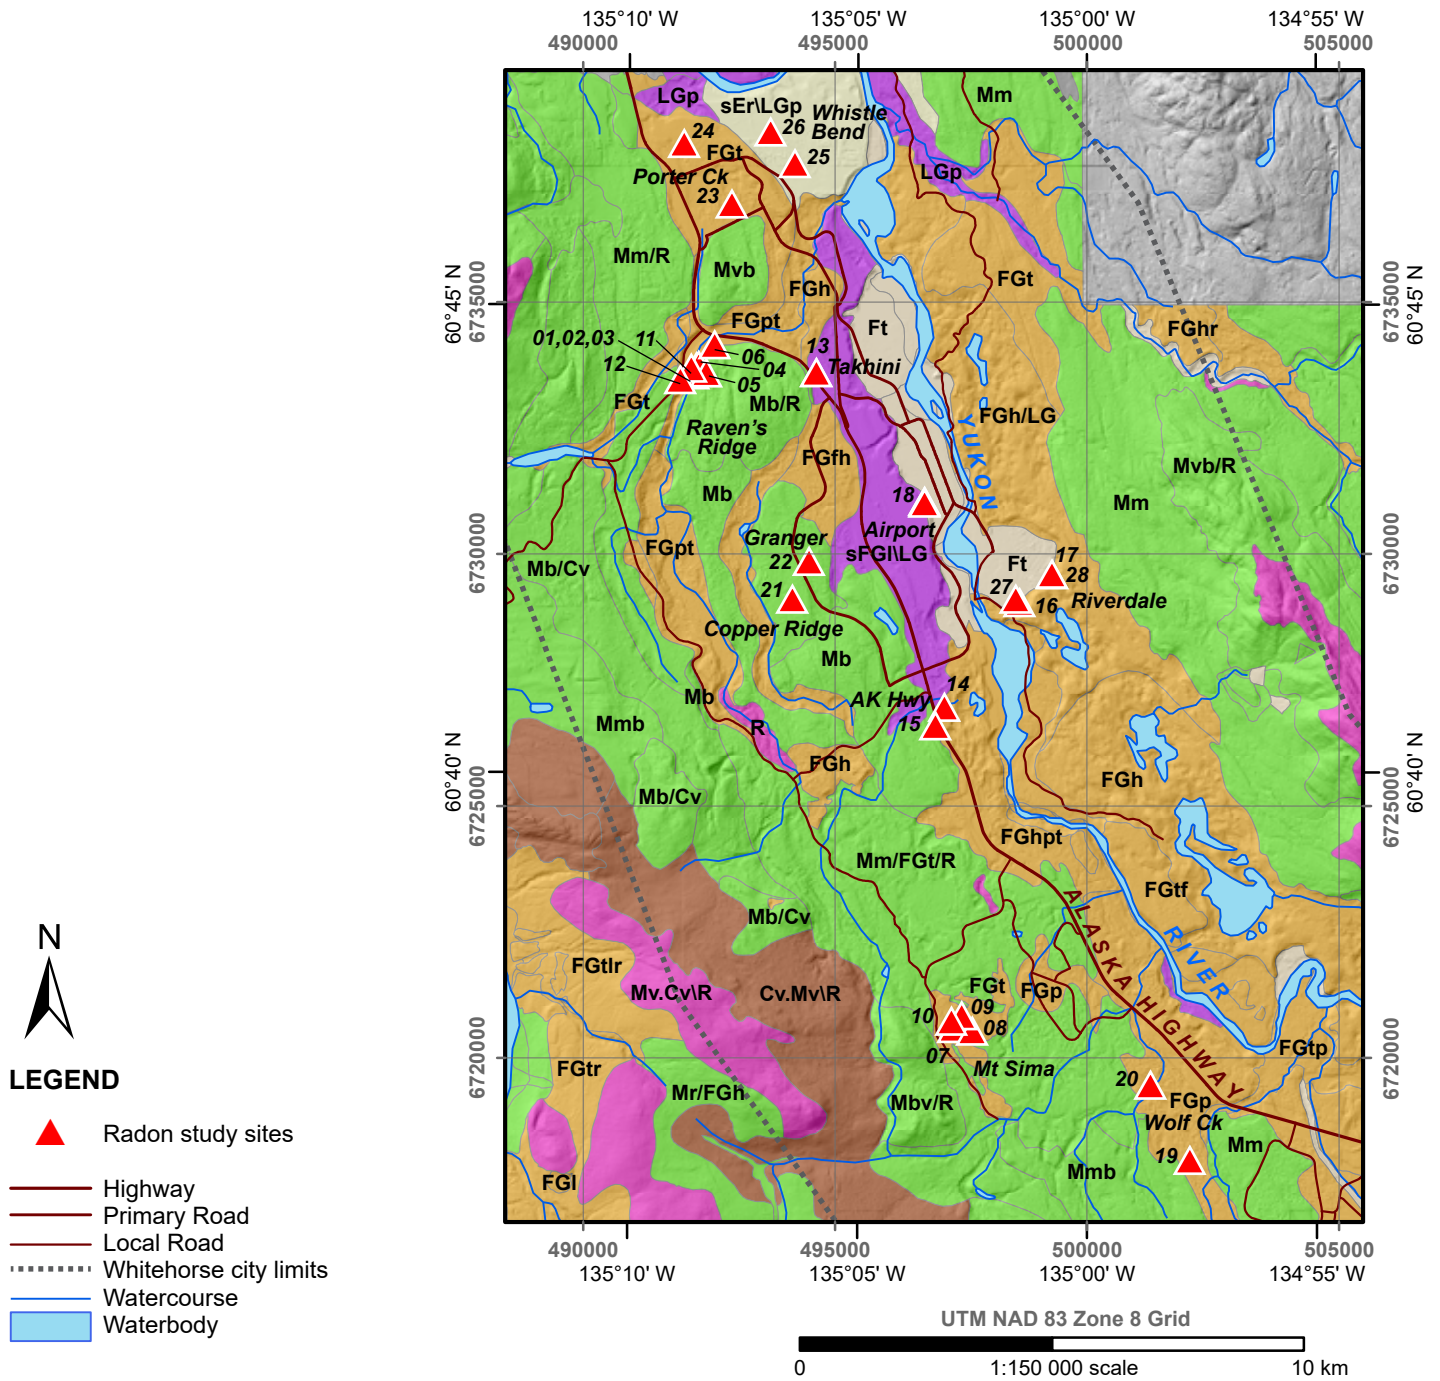 135°10' W 135°05' W 135°00' W 134°55' W
490000 495000 500000 505000
LGp
sEr\LGp
Whistle
Bend
Mm
24
26
FGt
25
Porter Ck
23
LGp
Mm/R
Mvb
FGh
FGt
60°45' N
6735000
6735000
60°45' N
FGpt
Ft
FGhr
01,02,03
11
13
12
06
04
05
Takhini
FGt
Mb/R
FGh/LG
Raven's
Ridge
FGfh
YUKON
Mvb/R
Mb
Mm
18
Airport
Granger
sFGl\LG
FGpt
22
Ft
17
28
6730000
6730000
Mb/Cv
27
21
16
Riverdale
Copper Ridge
Mb
Mb
AK Hwy
14
15
Mmb
R
FGh
FGh
60°40' N
6725000
6725000
60°40' N
Mb/Cv
FGhpt
Mm/FGt/R
FGtf
Mb/Cv
ALASKA HIGHWAY
RIVER
FGtlr
Mv.Cv\R
Cv.Mv\R
FGt
FGp
09
10
08
07
6720000
6720000
FGtr
Mt Sima
FGtp
Mr/FGh
Mbv/R
20
FGp
Wolf Ck
Mm
19
Mmb
FGl
490000 495000 500000 505000
135°10' W 135°05' W 135°00' W 134°55' W
N
LEGEND
Radon study sites
Highway
Primary Road
Local Road
Whitehorse city limits
Watercourse
Waterbody
UTM NAD 83 Zone 8 Grid
0 1:150 000 scale 10 km